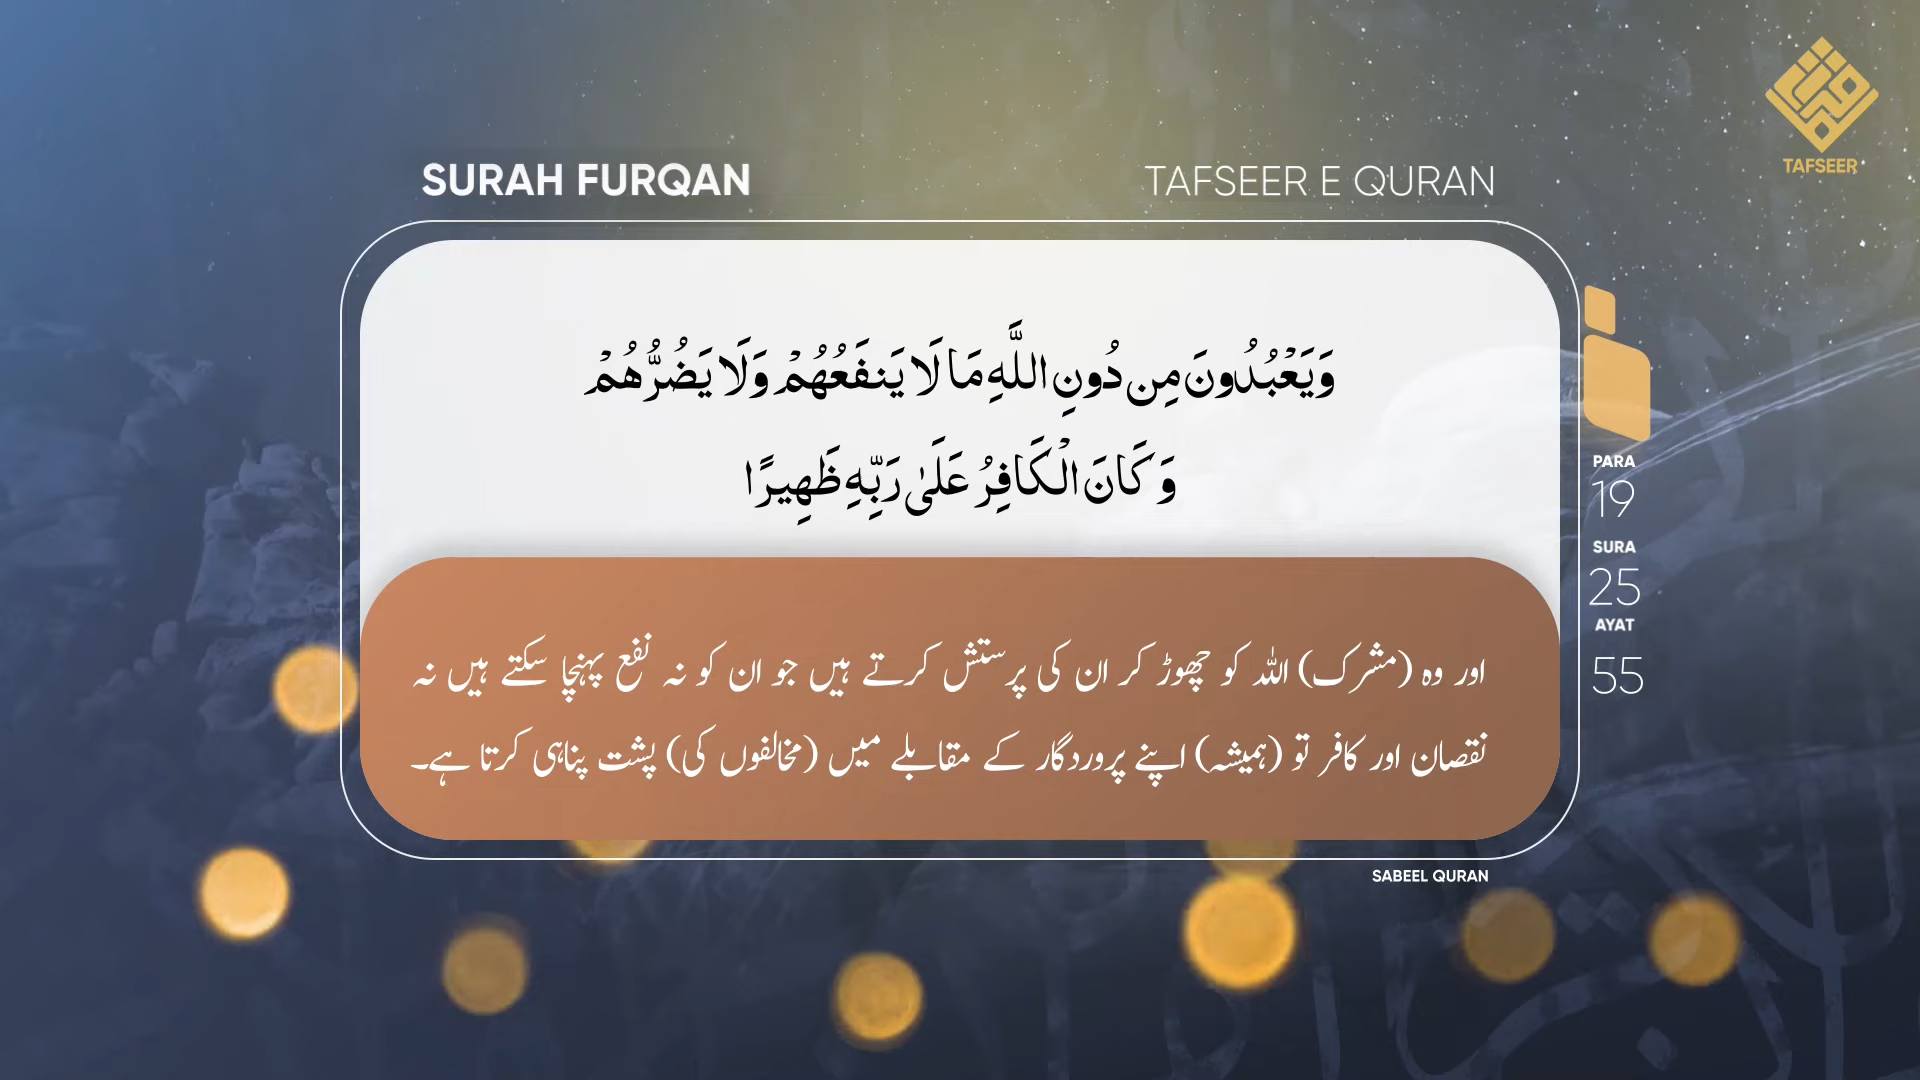 TAFSEER
SURAH FURQAN
TAFSEER E QURAN
وَيَعْبُدُونَ مِن دُونِ اللَّهِ مَا لَا يَنفَعُهُمْ وَلَا يَضُرُّهُمْ
وَكَانَ الْكَافِرُ عَلَىٰ رَبِّهِ ظَهِيرًا
اور وہ (مشرک) اللہ کو چھوڑ کر ان کی پرستش کرتے ہیں جو ان کو نہ نفع پہنچا سکتے ہیں نہ
نقصان اور کافر تو (ہمیشہ) اپنے پروردگار کے مقابلے میں (مخالفوں کی) پشت پناہی کرتا ہے۔
PARA
19
SURA
25
AYAT
55
SABEEL QURAN